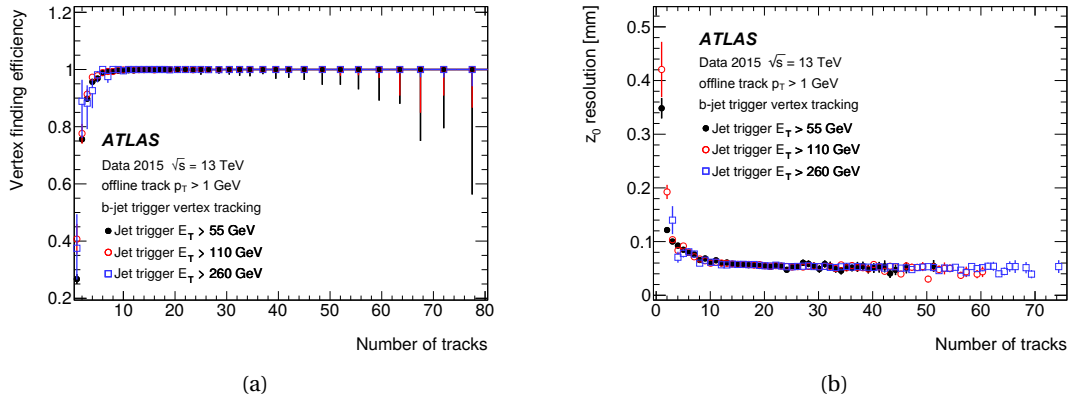 Vertex finding efficiency
1.2
1
0.8
0.6
0.4
0.2
ATLAS
Data 2015 √s = 13 TeV
offline track p_T > 1 GeV
b-jet trigger vertex tracking
Jet trigger E_T > 55 GeV
Jet trigger E_T > 110 GeV
Jet trigger E_T > 260 GeV
10 20 30 40 50 60 70 80
Number of tracks
(a)
z_0 resolution [mm]
0.5
0.4
0.3
0.2
0.1
0
ATLAS
Data 2015 √s = 13 TeV
offline track p_T > 1 GeV
b-jet trigger vertex tracking
Jet trigger E_T > 55 GeV
Jet trigger E_T > 110 GeV
Jet trigger E_T > 260 GeV
0 10 20 30 40 50 60 70
Number of tracks
(b)